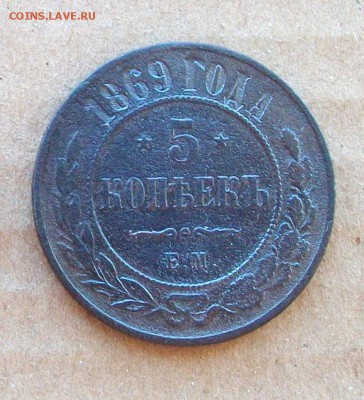 COINS.LAVE.RU
1869 ГОДА
5
КОПѢЕКЪ
Е.М.